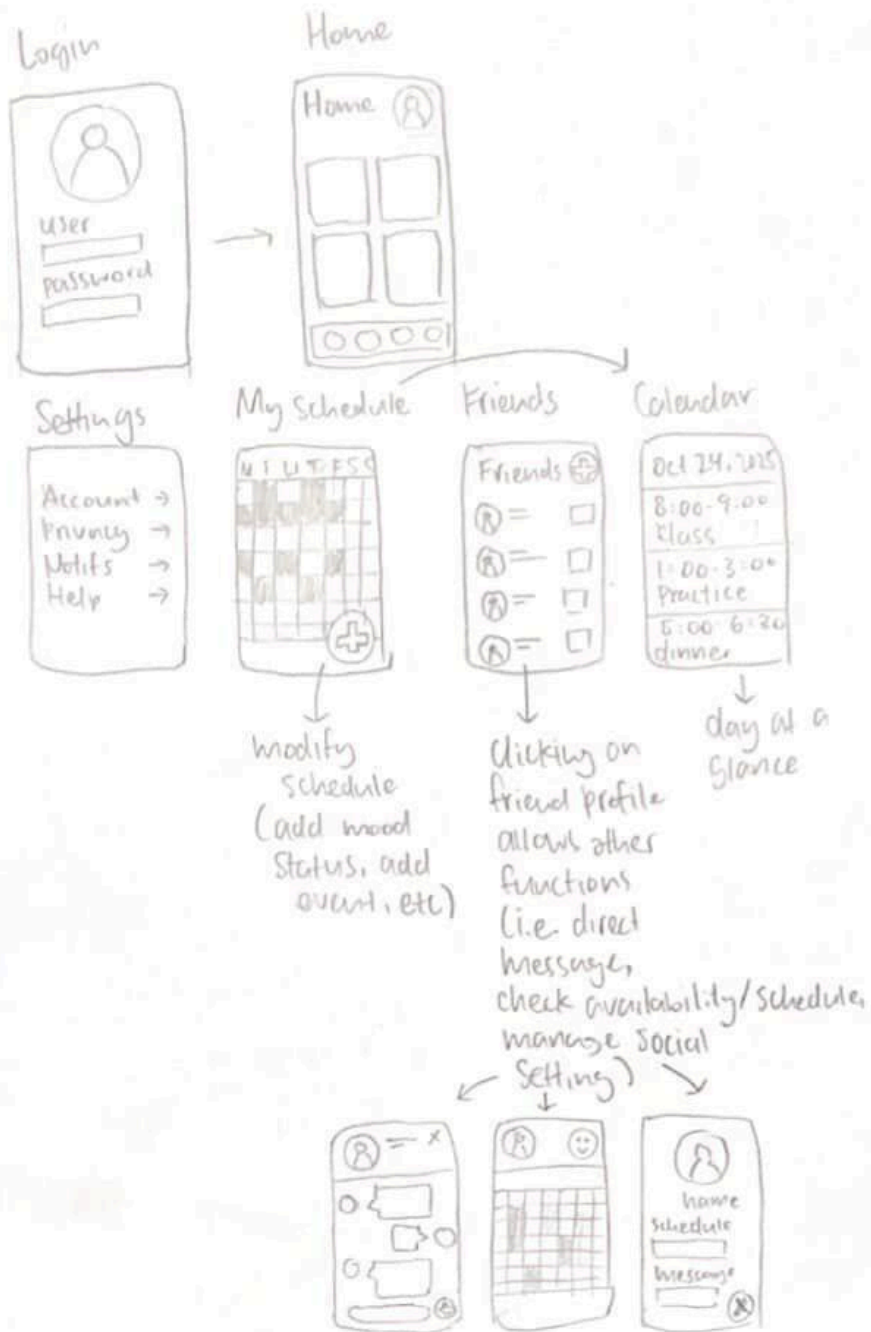 Login
Home
Home
user
password
Settings
My Schedule
Friends
Calendar
Account →
Privacy →
Notifs →
Help →
M T W T F S S
Friends
Oct 24, 2025
8:00-9:00
Class
1:00-3:00
Practice
5:00-6:30
dinner
modify
schedule
(add mood
status, add
event, etc)
Clicking on
friend profile
allows other
functions
(i.e. direct
message,
check availability/schedule,
manage social
setting)
day at a
glance
name
Schedule
message